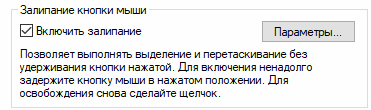 Залипание кнопки мыши
Включить залипание
Параметры...
Позволяет выполнять выделение и перетаскивание без
удерживания кнопки нажатой. Для включения ненадолго
задержите кнопку мыши в нажатом положении. Для
освобождения снова сделайте щелчок.